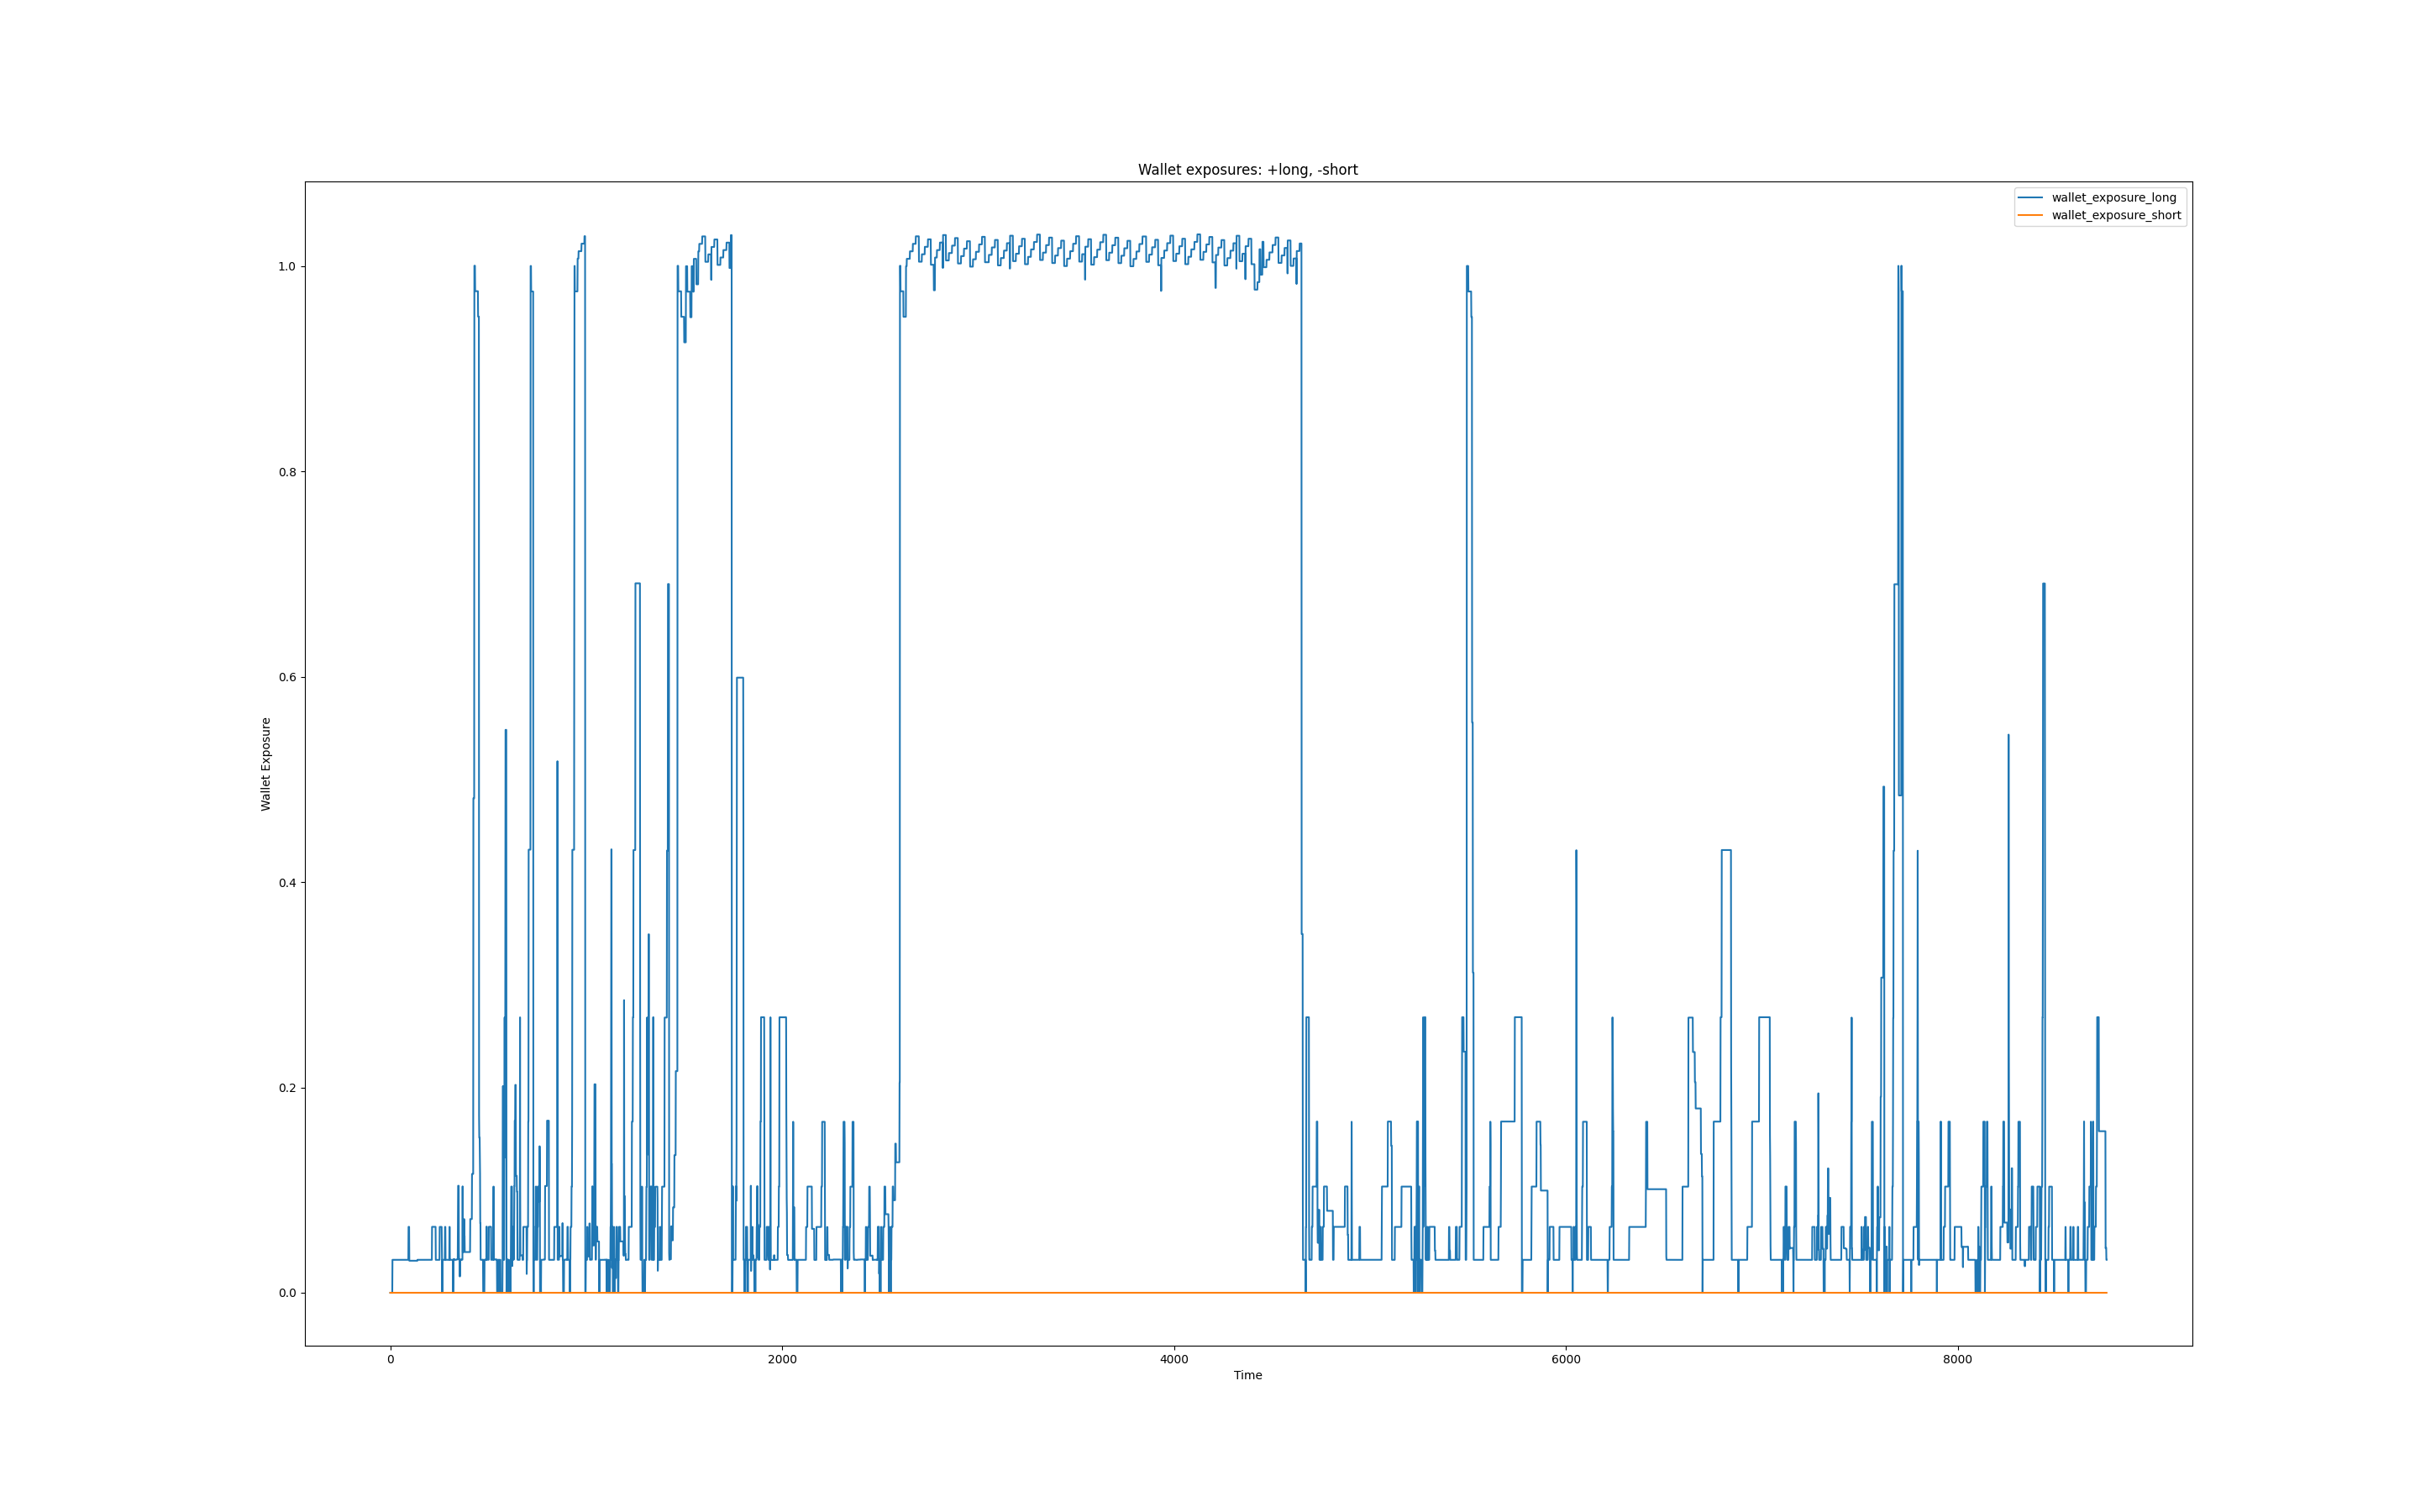 Wallet exposures: +long, -short
wallet_exposure_long
wallet_exposure_short
1.0
0.8
0.6
0.4
0.2
0.0
Wallet Exposure
0
2000
4000
6000
8000
Time